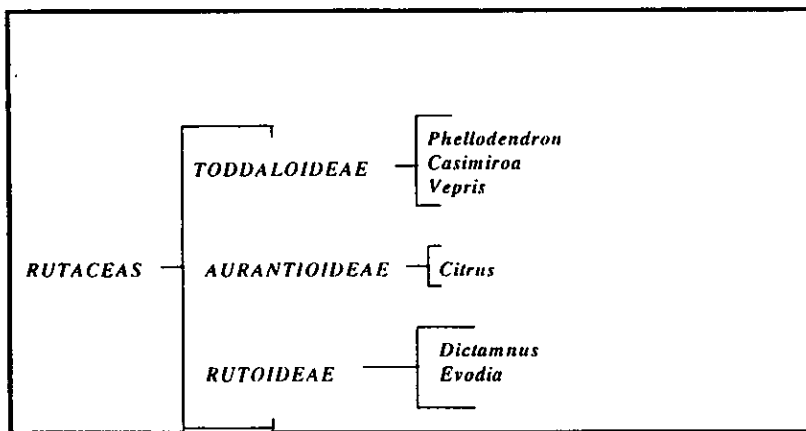 Phellodendron
TODDALOIDEAE
Casimiroa
Vepris
RUTACEAS
AURANTIOIDEAE
Citrus
Dictamnus
RUTOIDEAE
Evodia